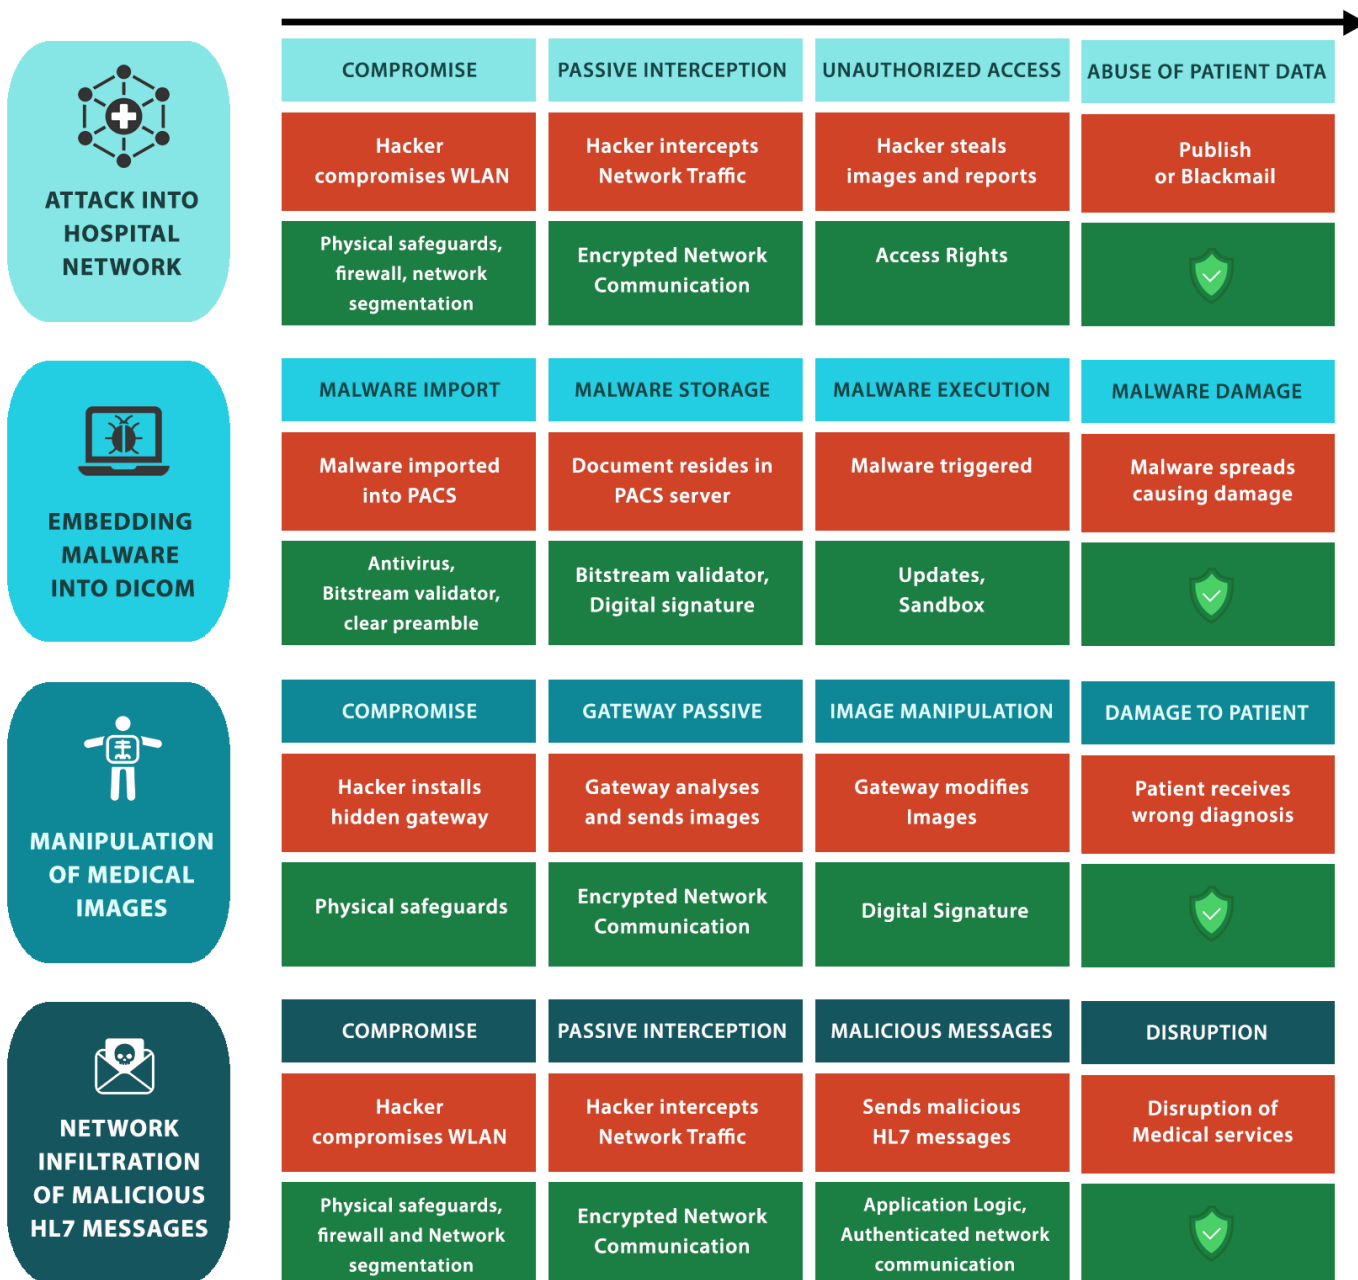 ATTACK INTO
HOSPITAL
NETWORK
COMPROMISE
PASSIVE INTERCEPTION
UNAUTHORIZED ACCESS
ABUSE OF PATIENT DATA
Hacker
compromises WLAN
Hacker intercepts
Network Traffic
Hacker steals
images and reports
Publish
or Blackmail
Physical safeguards,
firewall, network
segmentation
Encrypted Network
Communication
Access Rights
EMBEDDING
MALWARE
INTO DICOM
MALWARE IMPORT
MALWARE STORAGE
MALWARE EXECUTION
MALWARE DAMAGE
Malware imported
into PACS
Document resides in
PACS server
Malware triggered
Malware spreads
causing damage
Antivirus,
Bitstream validator,
clear preamble
Bitstream validator,
Digital signature
Updates,
Sandbox
MANIPULATION
OF MEDICAL
IMAGES
COMPROMISE
GATEWAY PASSIVE
IMAGE MANIPULATION
DAMAGE TO PATIENT
Hacker installs
hidden gateway
Gateway analyses
and sends images
Gateway modifies
Images
Patient receives
wrong diagnosis
Physical safeguards
Encrypted Network
Communication
Digital Signature
NETWORK
INFILTRATION
OF MALICIOUS
HL7 MESSAGES
COMPROMISE
PASSIVE INTERCEPTION
MALICIOUS MESSAGES
DISRUPTION
Hacker
compromises WLAN
Hacker intercepts
Network Traffic
Sends malicious
HL7 messages
Disruption of
Medical services
Physical safeguards,
firewall and Network
segmentation
Encrypted Network
Communication
Application Logic,
Authenticated network
communication